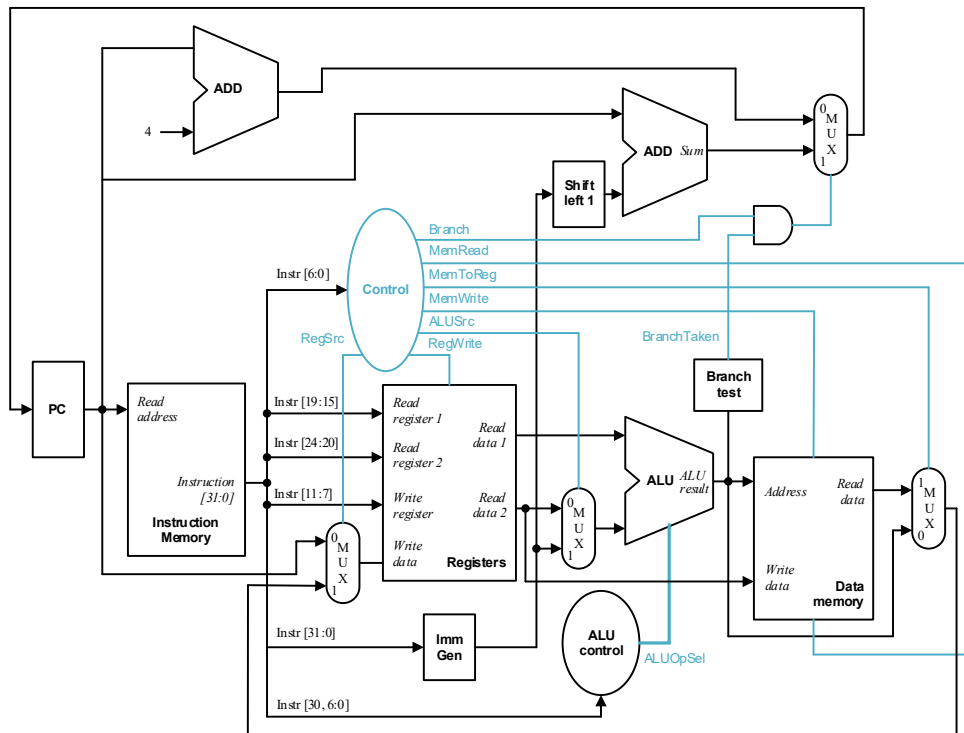 ADD
4
ADD
Sum
0
M
U
X
1
Shift
left 1
Branch
MemRead
MemToReg
MemWrite
ALUSrc
RegWrite
Control
Instr [6:0]
RegSrc
BranchTaken
PC
Read
address
Instruction
[31:0]
Instruction
Memory
Instr [19:15]
Instr [24:20]
Instr [11:7]
Read
register 1
Read
register 2
Write
register
Write
data
Read
data 1
Read
data 2
Registers
0
M
U
X
1
0
M
U
X
1
ALU
ALU
result
Branch
test
Address
Read
data
Write
data
Data
memory
1
M
U
X
0
Instr [31:0]
Imm
Gen
ALU
control
ALUOpSel
Instr [30, 6:0]